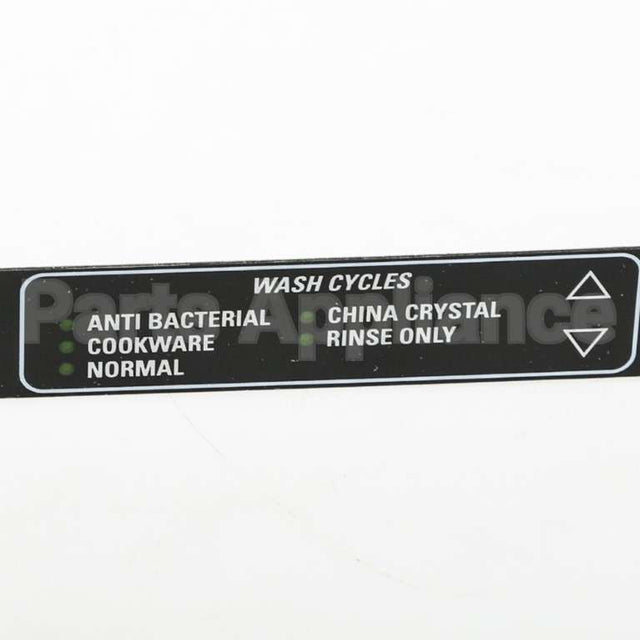 WASH CYCLES
ANTI BACTERIAL
COOKWARE
NORMAL
CHINA CRYSTAL
RINSE ONLY
Parts Appliance